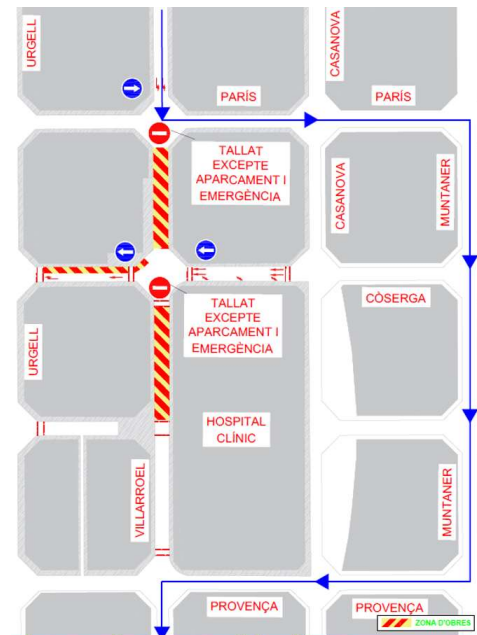 URGELL
CASANOVA
PARÍS
PARÍS
TALLAT
EXCEPTE
APARCAMENT I
EMERGÈNCIA
CASANOVA
MUNTANER
CÒSERGA
TALLAT
EXCEPTE
APARCAMENT I
EMERGÈNCIA
URGELL
HOSPITAL
CLÍNIC
VILLARROEL
MUNTANER
PROVENÇA
PROVENÇA
ZONA D'OBRES